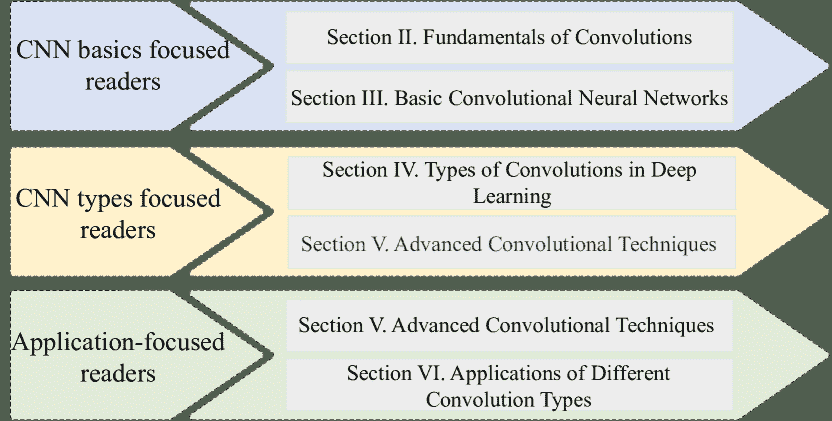 CNN basics focused
readers
Section II. Fundamentals of Convolutions
Section III. Basic Convolutional Neural Networks
CNN types focused
readers
Section IV. Types of Convolutions in Deep
Learning
Section V. Advanced Convolutional Techniques
Application-focused
readers
Section V. Advanced Convolutional Techniques
Section VI. Applications of Different
Convolution Types